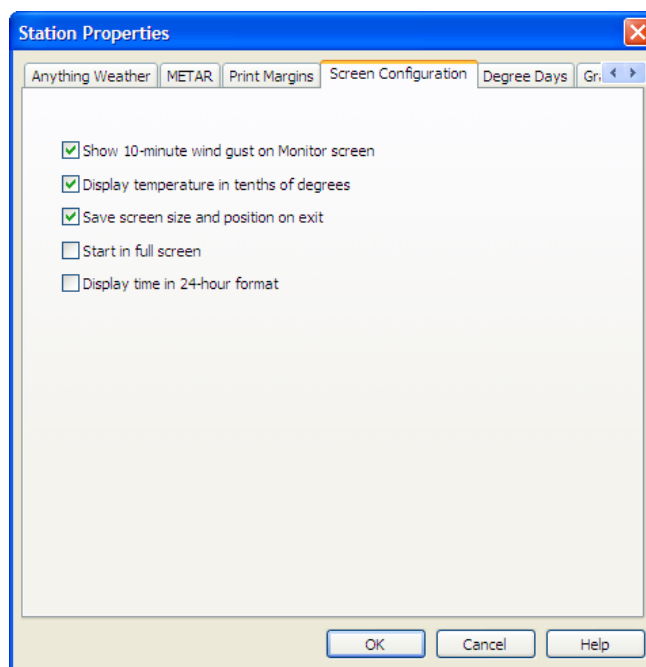 Station Properties
Anything Weather METAR Print Margins Screen Configuration Degree Days Gr
Show 10-minute wind gust on Monitor screen
Display temperature in tenths of degrees
Save screen size and position on exit
Start in full screen
Display time in 24-hour format
OK Cancel Help